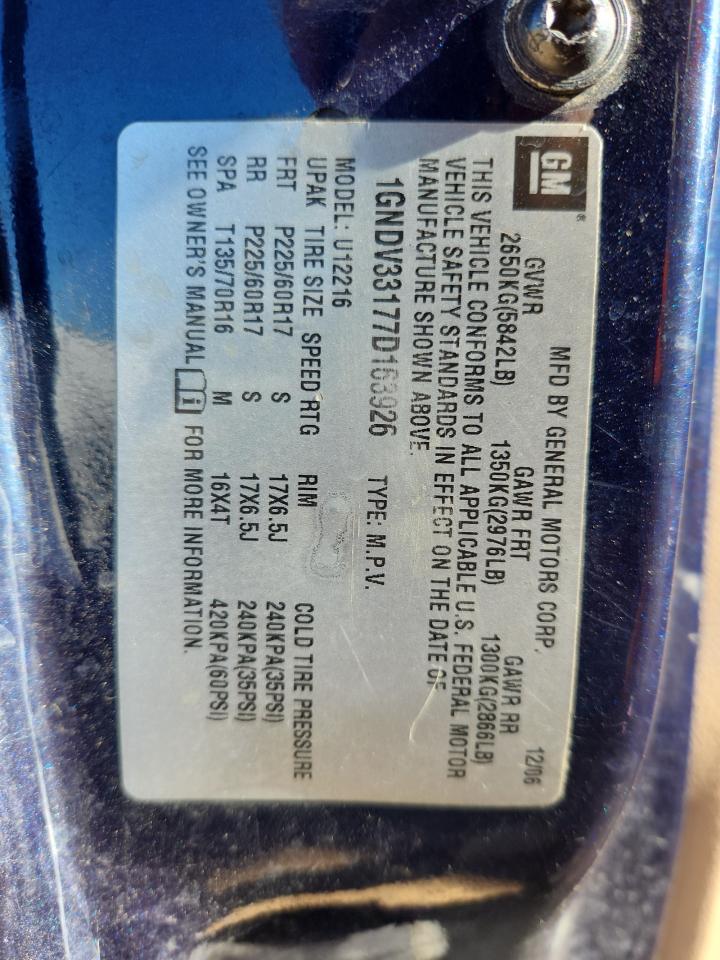 GM
®
MFD BY GENERAL MOTORS CORP. 12/06
GVWR GAWR FRT GAWR RR
2650KG(5842LB) 1350KG(2976LB) 1300KG(2866LB)
THIS VEHICLE CONFORMS TO ALL APPLICABLE U.S. FEDERAL MOTOR
VEHICLE SAFETY STANDARDS IN EFFECT ON THE DATE OF
MANUFACTURE SHOWN ABOVE.
1GNDV33177D163926 TYPE: M.P.V.
MODEL: U12216
UPAK TIRE SIZE SPEED RTG RIM COLD TIRE PRESSURE
FRT P225/60R17 S 17X6.5J 240KPA(35PSI)
RR P225/60R17 S 17X6.5J 240KPA(35PSI)
SPA T135/70R16 M 16X4T 420KPA(60PSI)
SEE OWNER'S MANUAL i FOR MORE INFORMATION.